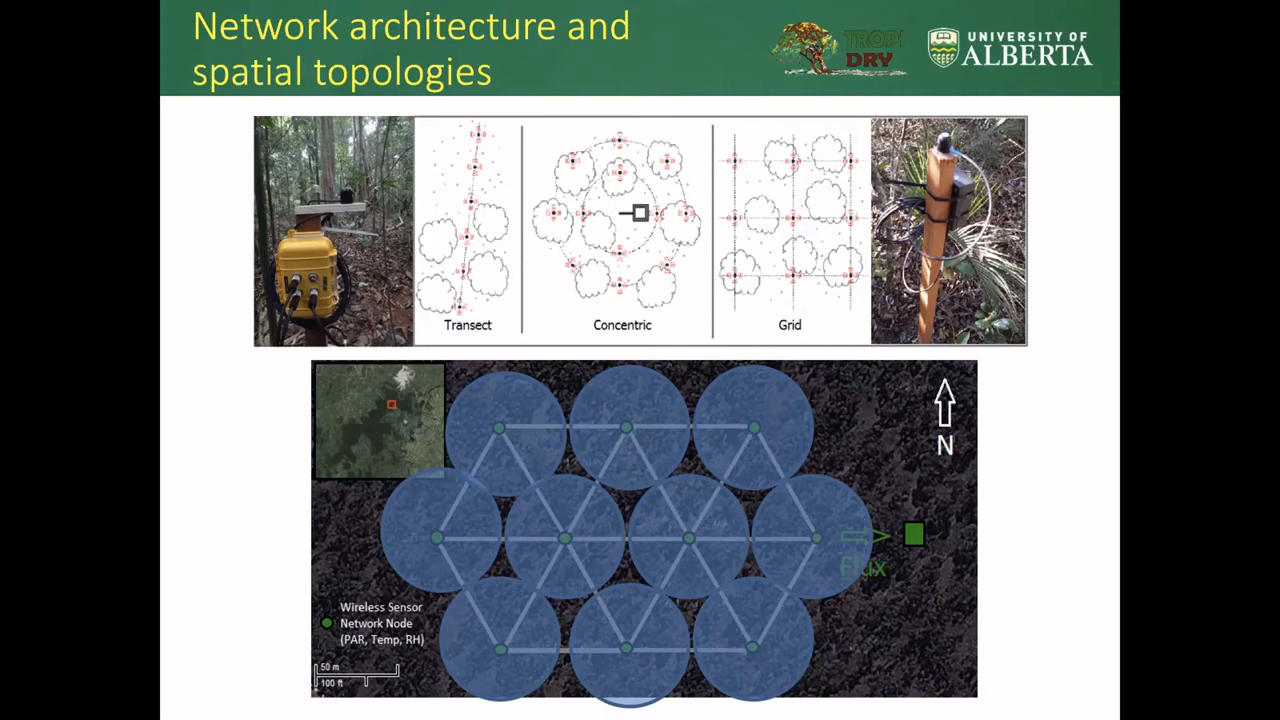 Network architecture and
spatial topologies
TROPI
DRY
UNIVERSITY OF
ALBERTA
Transect
Concentric
Grid
N
Flux
Wireless Sensor
Network Node
(PAR, Temp, RH)
50 m
100 ft